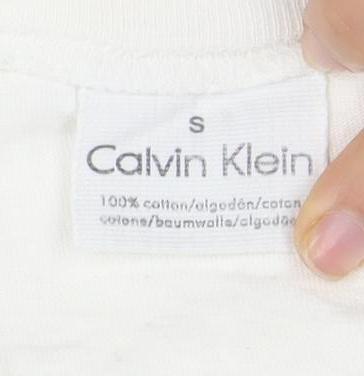 S
Calvin Klein
100% cotton/algodón/coton
cotone/baumwolle/algodão